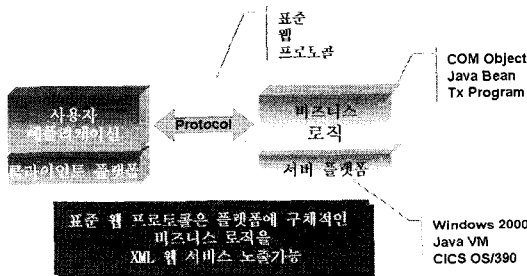 표준
웹
프로토콜
COM Object
Java Bean
Tx Program
사용자
애플리케이션
클라이언트 플랫폼
Protocol
비즈니스
로직
서버 플랫폼
표준 웹 프로토콜은 플랫폼에 구체적인
비즈니스 로직을
XML 웹 서비스 노출가능
Windows 2000
Java VM
CICS OS/390